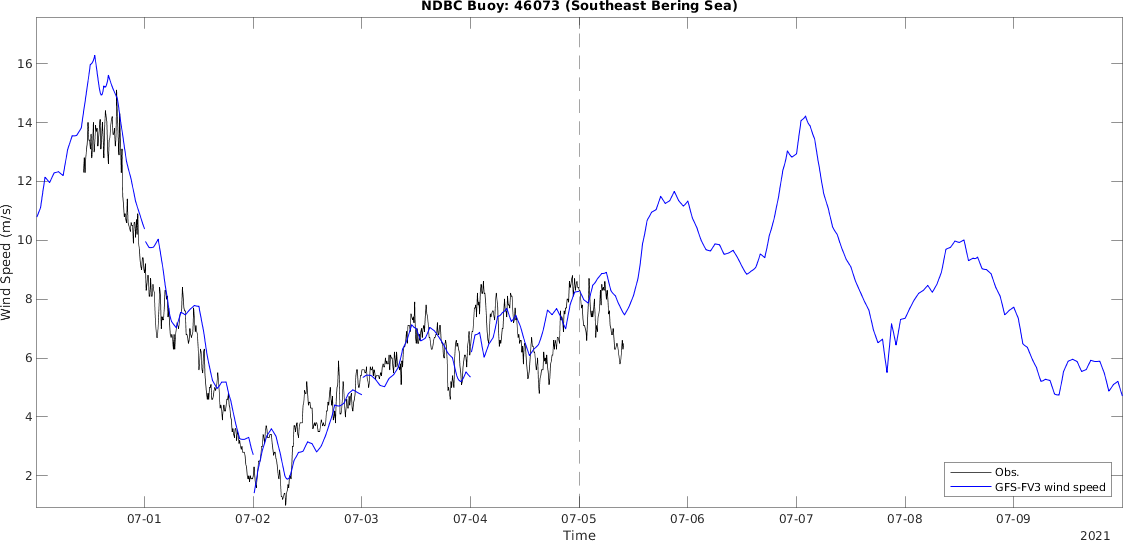 NDBC Buoy: 46073 (Southeast Bering Sea)
Wind Speed (m/s)
16
14
12
10
8
6
4
2
Obs.
GFS-FV3 wind speed
07-01 07-02 07-03 07-04 07-05 07-06 07-07 07-08 07-09
Time
2021